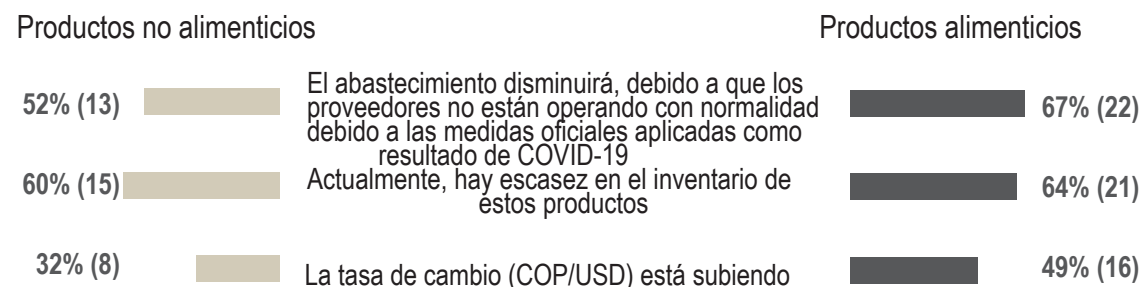 Productos no alimenticios
Productos alimenticios
52% (13)
El abastecimiento disminuirá, debido a que los
proveedores no están operando con normalidad
debido a las medidas oficiales aplicadas como
resultado de COVID-19
67% (22)
60% (15)
Actualmente, hay escasez en el inventario de
estos productos
64% (21)
32% (8)
La tasa de cambio (COP/USD) está subiendo
49% (16)